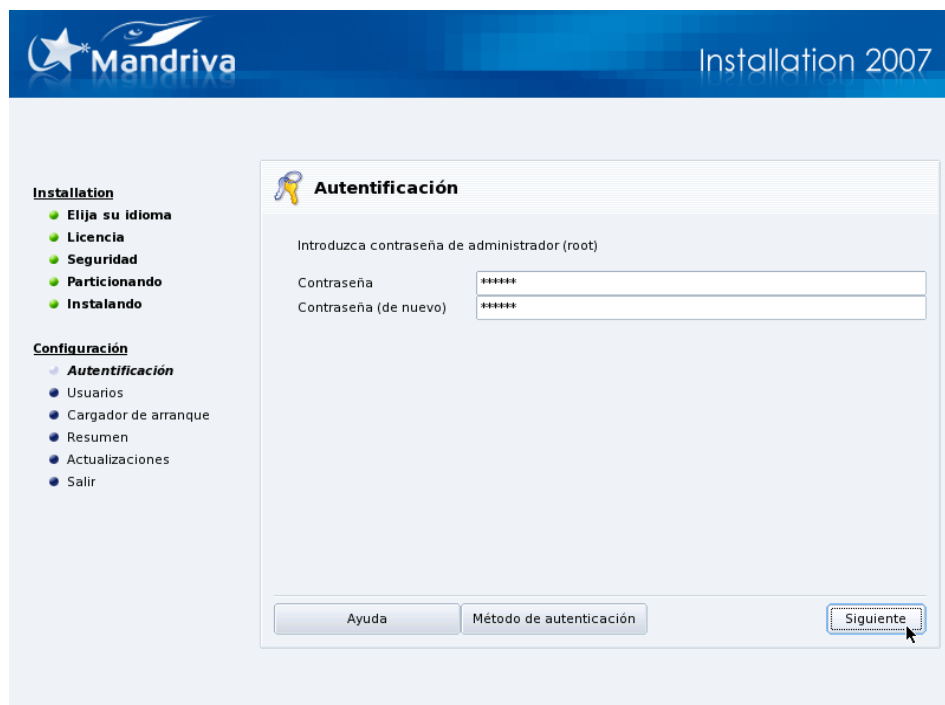 Mandriva
Installation 2007
Installation
Elija su idioma
Licencia
Seguridad
Particionando
Instalando
Configuración
Autentificación
Usuarios
Cargador de arranque
Resumen
Actualizaciones
Salir
Autentificación
Introduzca contraseña de administrador (root)
Contraseña ******
Contraseña (de nuevo) ******
Ayuda Método de autenticación Siguiente